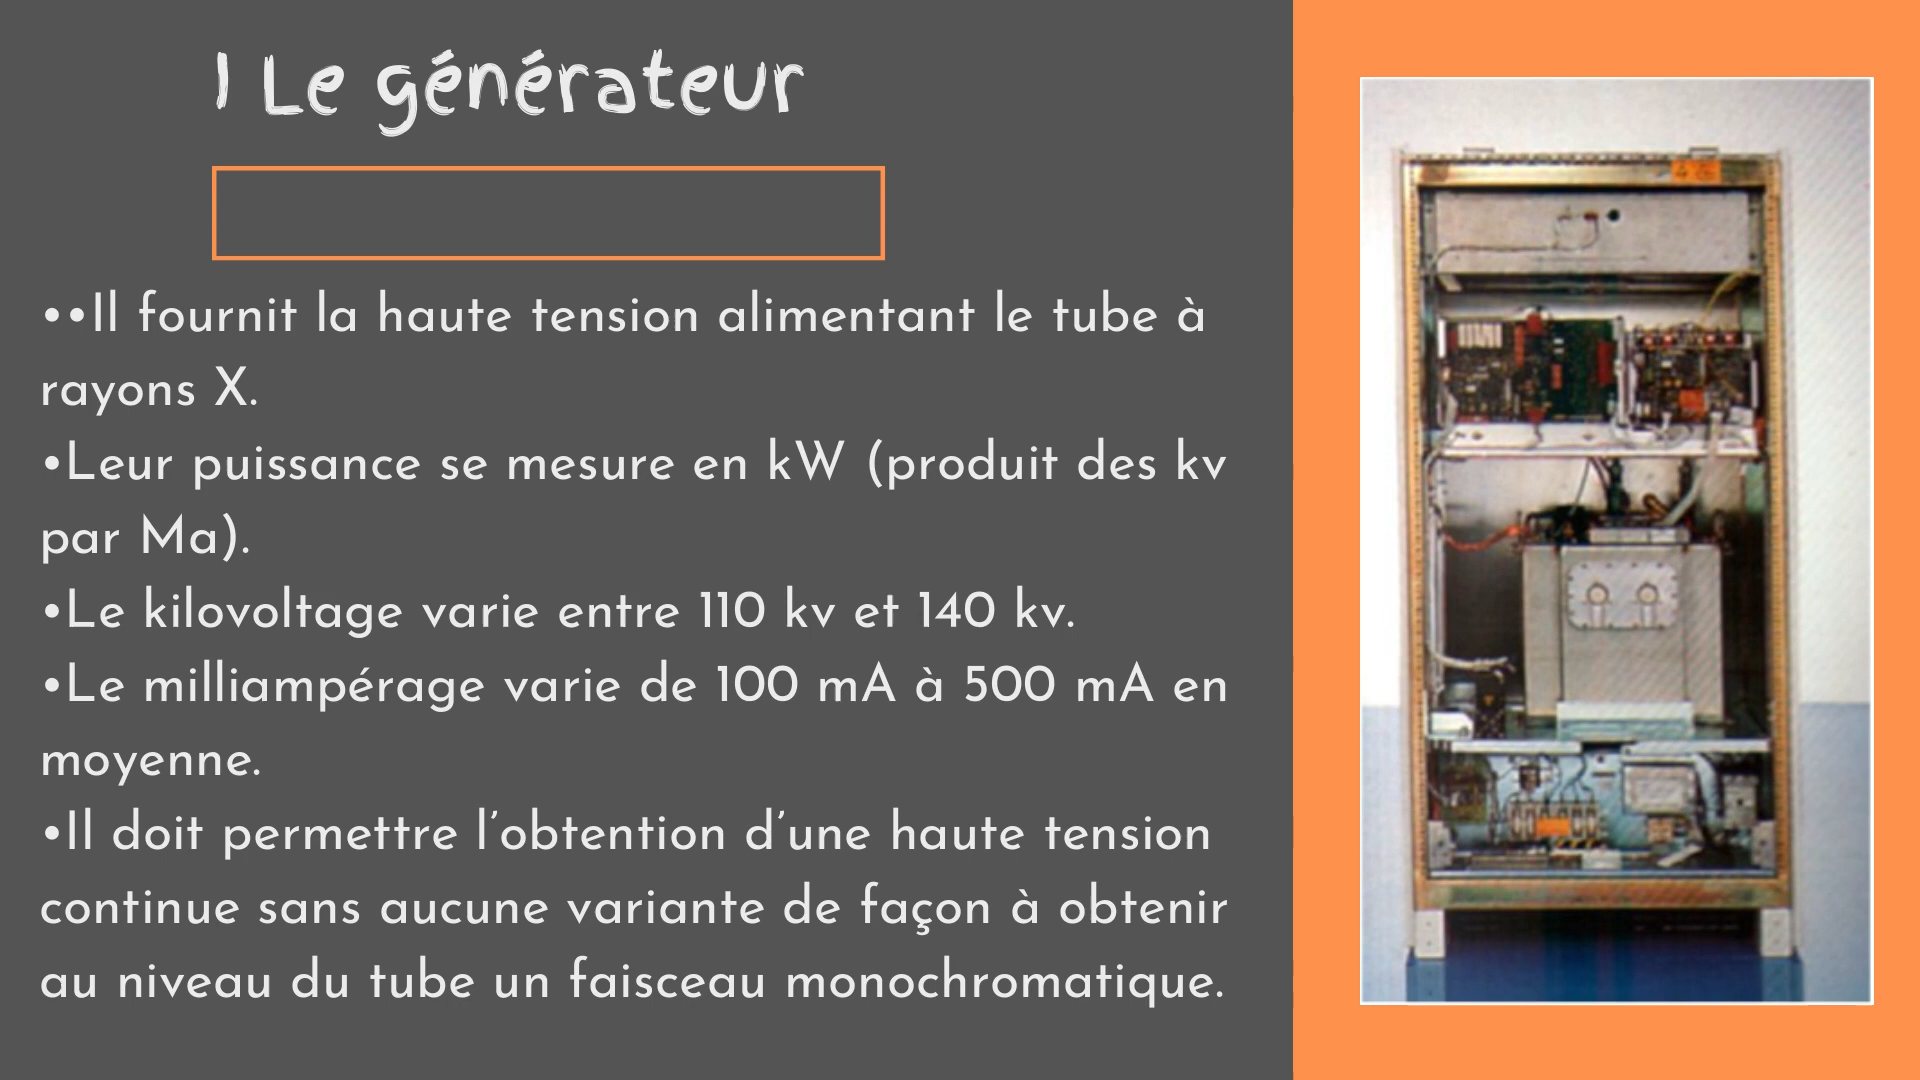 1 Le générateur
••Il fournit la haute tension alimentant le tube à
rayons X.
•Leur puissance se mesure en kW (produit des kv
par Ma).
•Le kilovoltage varie entre 110 kv et 140 kv.
•Le milliampérage varie de 100 mA à 500 mA en
moyenne.
•Il doit permettre l’obtention d’une haute tension
continue sans aucune variante de façon à obtenir
au niveau du tube un faisceau monochromatique.